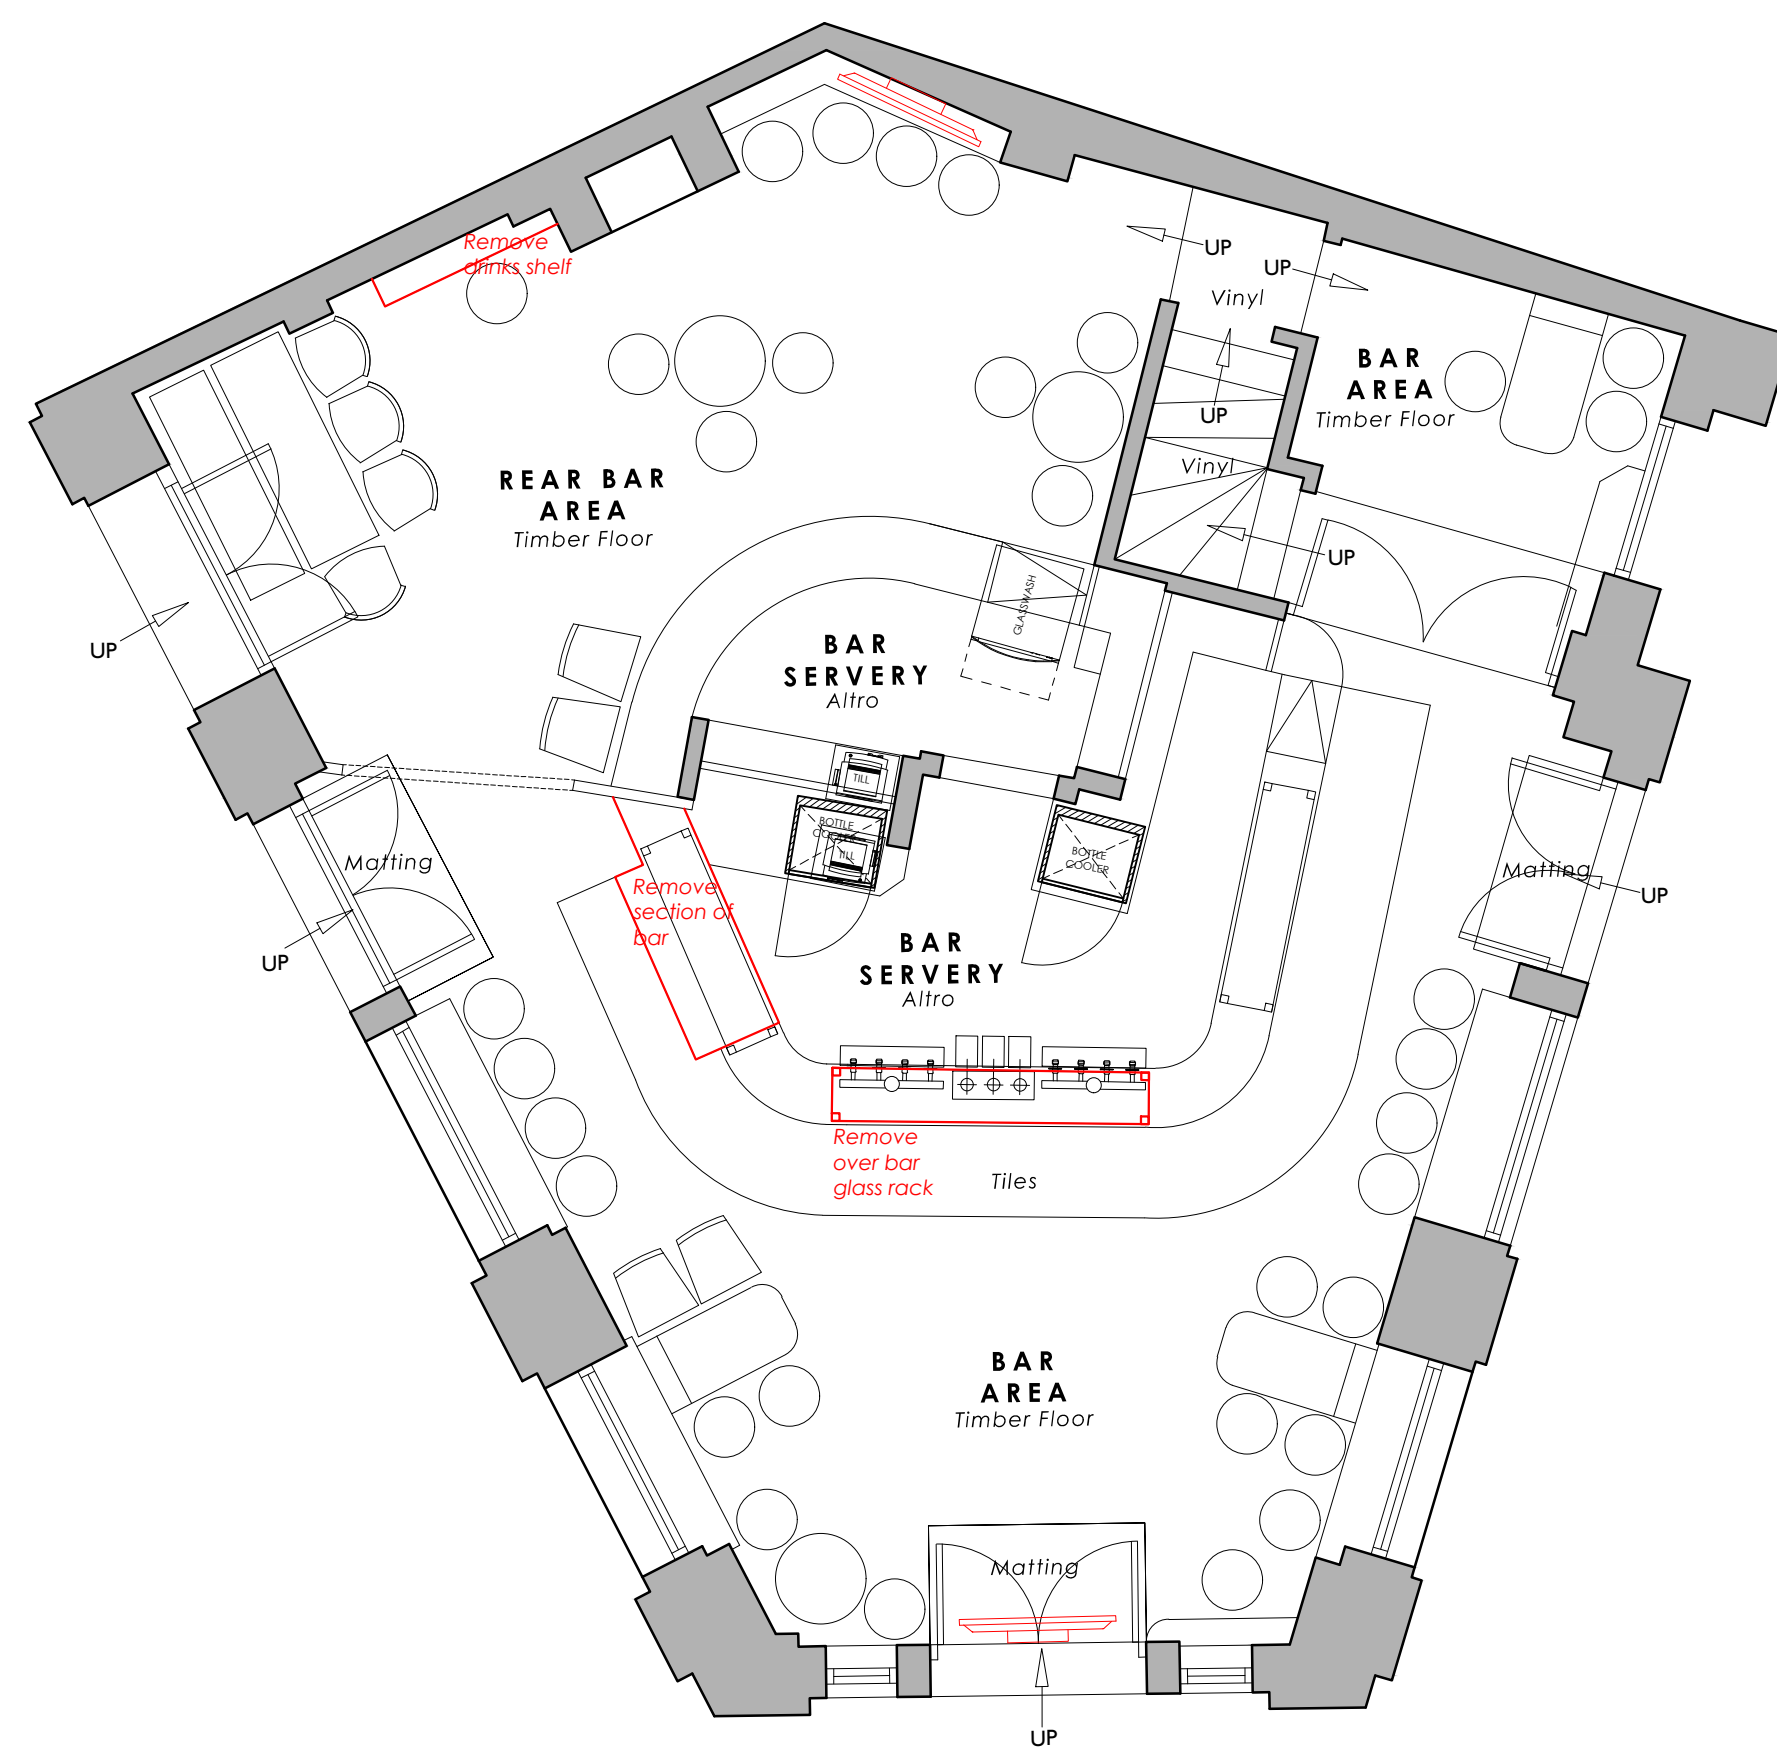 Remove
drinks shelf
UP
UP
Vinyl
BAR
AREA
Timber Floor
UP
Vinyl
REAR BAR
AREA
Timber Floor
UP
GLASSWASH
UP
BAR
SERVERY
Altro
TILL
BOTTLE
COOLER
TILL
BOTTLE
COOLER
Matting
Matting
UP
Remove
section of
bar
UP
BAR
SERVERY
Altro
Remove
over bar
glass rack
Tiles
BAR
AREA
Timber Floor
Matting
UP